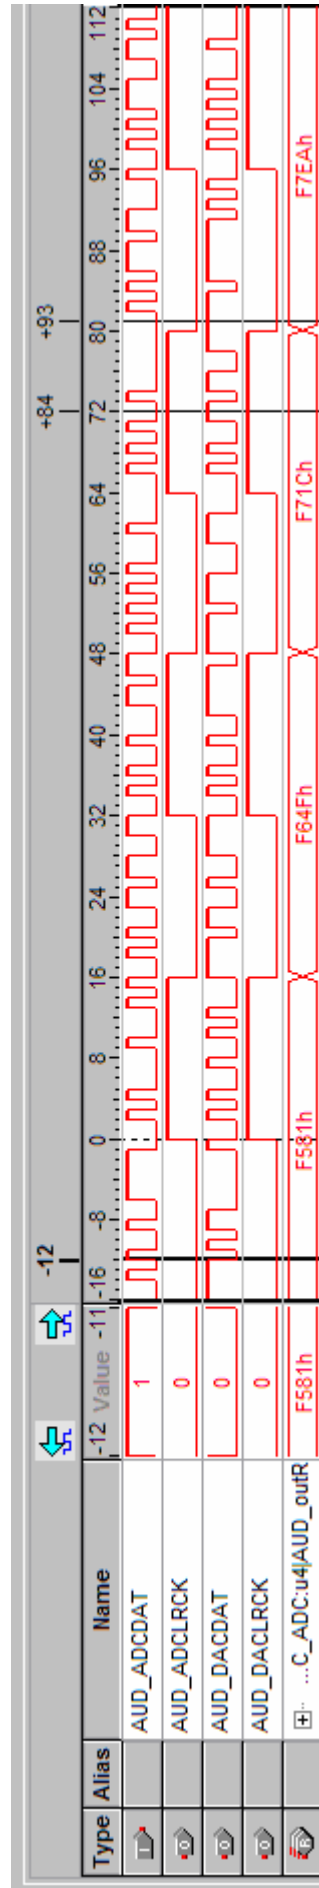 -12 +84 +93
Type Alias Name -12 Value -11 -16 -8 0 8 16 24 32 40 48 56 64 72 80 88 96 104 112
AUD_ADCDAT 1
AUD_ADCLRCK 0
AUD_DACDAT 0
AUD_DACLRCK 0
...C_ADC:u4|AUD_outR F581h F581h F64Fh F71Ch F7EAh